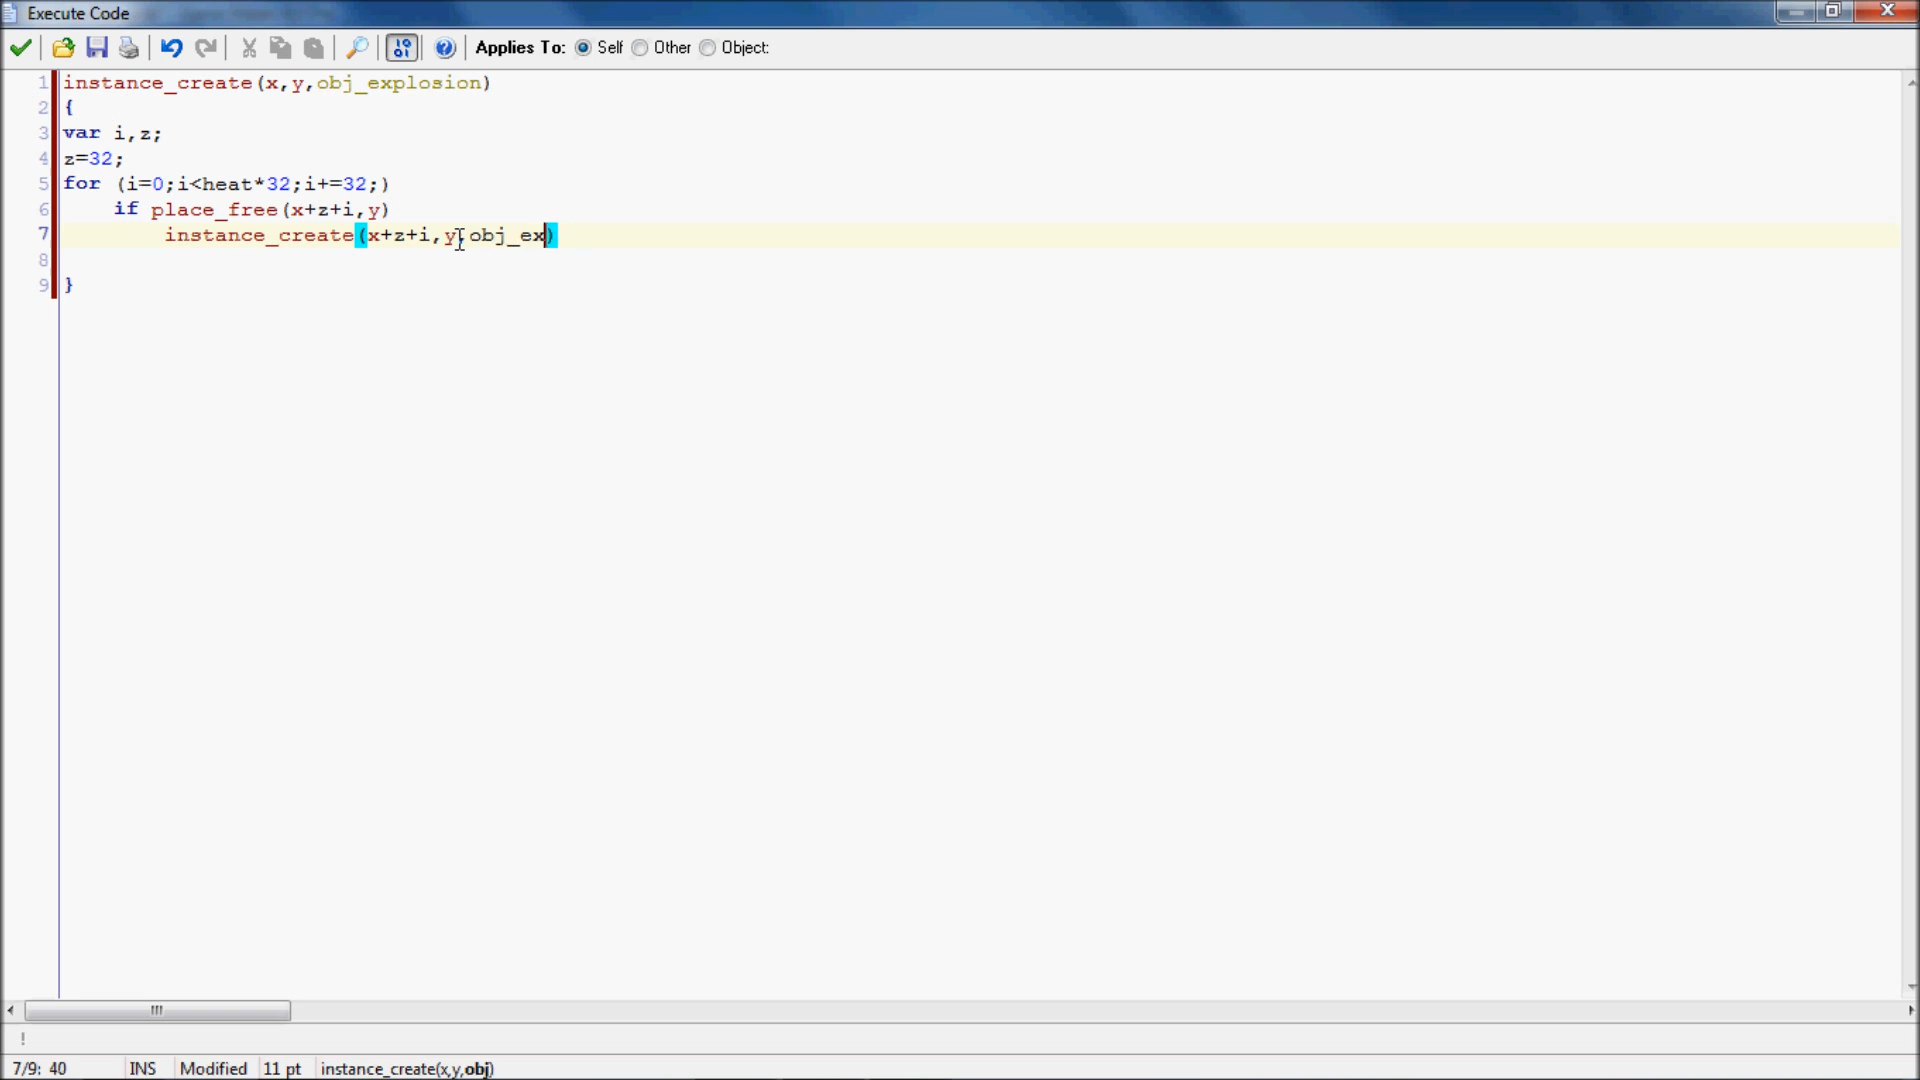 Execute Code
Applies To: Self Other Object:
1 instance_create(x,y,obj_explosion)
2 {
3 var i,z;
4 z=32;
5 for (i=0;i<heat*32;i+=32;)
6 if place_free(x+z+i,y)
7 instance_create(x+z+i,y,obj_ex)
8
9 }
!
7/9: 40 INS Modified 11 pt instance_create(x,y,obj)